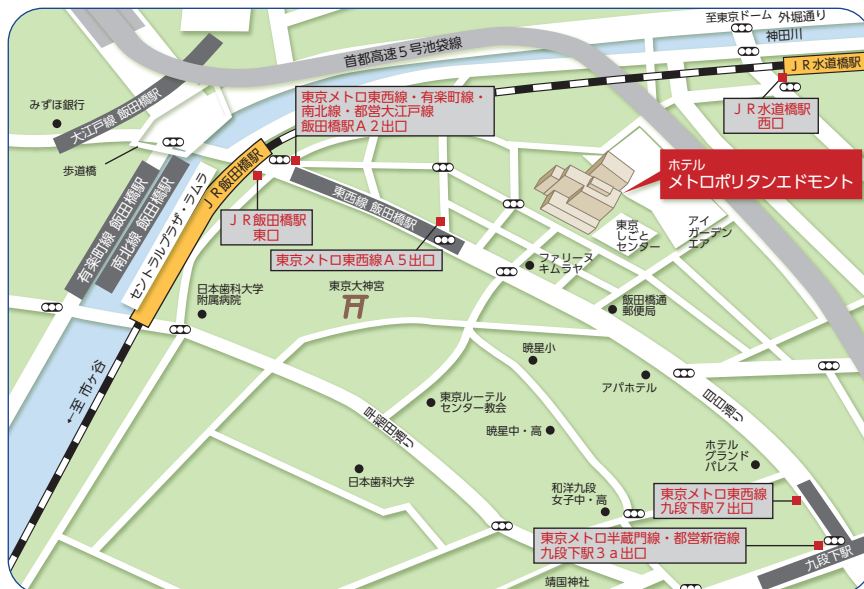 至東京ドーム
外堀通り
神田川
首都高速５号池袋線
ＪＲ水道橋駅
みずほ銀行
大江戸線 飯田橋駅
東京メトロ東西線・有楽町線・
南北線・都営大江戸線
飯田橋駅Ａ２出口
ＪＲ水道橋駅
西口
歩道橋
ＪＲ飯田橋駅
ホテル
メトロポリタンエドモント
有楽町線 飯田橋駅
南北線 飯田橋駅
セントラルプラザ・ラムラ
東西線 飯田橋駅
ＪＲ飯田橋駅
東口
東京
しごと
センター
アイ
ガーデン
エア
東京メトロ東西線Ａ５出口
ファリーヌ
キムラヤ
日本歯科大学
附属病院
東京大神宮
飯田橋通
郵便局
暁星小
アパホテル
←至 市ヶ谷
東京ルーテル
センター教会
早稲田通り
目白通り
暁星中・高
ホテル
グランド
パレス
日本歯科大学
和洋九段
女子中・高
東京メトロ東西線
九段下駅７出口
東京メトロ半蔵門線・都営新宿線
九段下駅３ａ出口
九段下駅
靖国神社